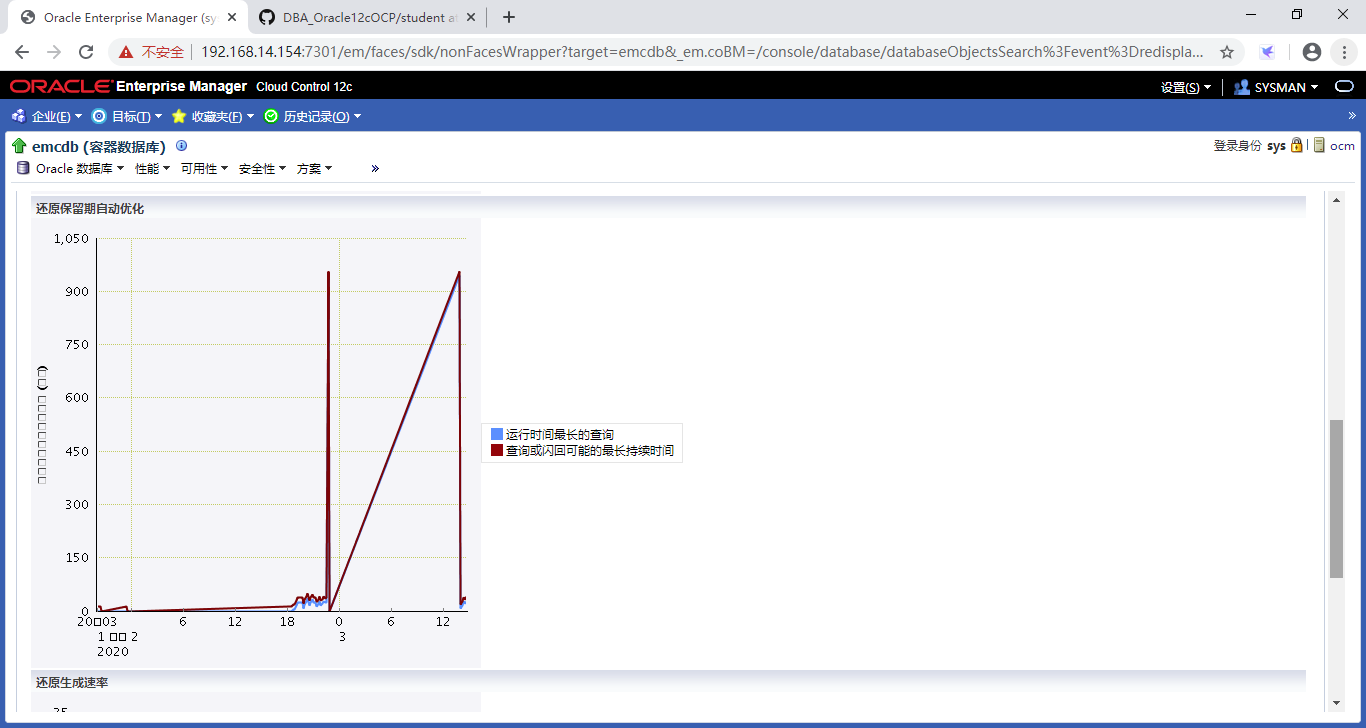 Oracle Enterprise Manager (sy
DBA_Oracle12cOCP/student a
不安全
192.168.14.154:7301/em/faces/sdk/nonFacesWrapper?target=emcdb&_em.coBM=/console/database/databaseObjectsSearch%3Fevent%3Dredispla...
ORACLE Enterprise Manager Cloud Control 12c
设置(S) SYSMAN
企业(E) 目标(T) 收藏夹(F) 历史记录(O) »
emcdb (容器数据库)
登录身份 sys ocm
Oracle 数据库 性能 可用性 安全性 方案 »
还原保留期自动优化
1,050
900
750
600
450
300
150
0
20 03 6 12 18 0 6 12
1 2 3
2020
运行时间最长的查询
查询或闪回可能的最长持续时间
还原生成速率